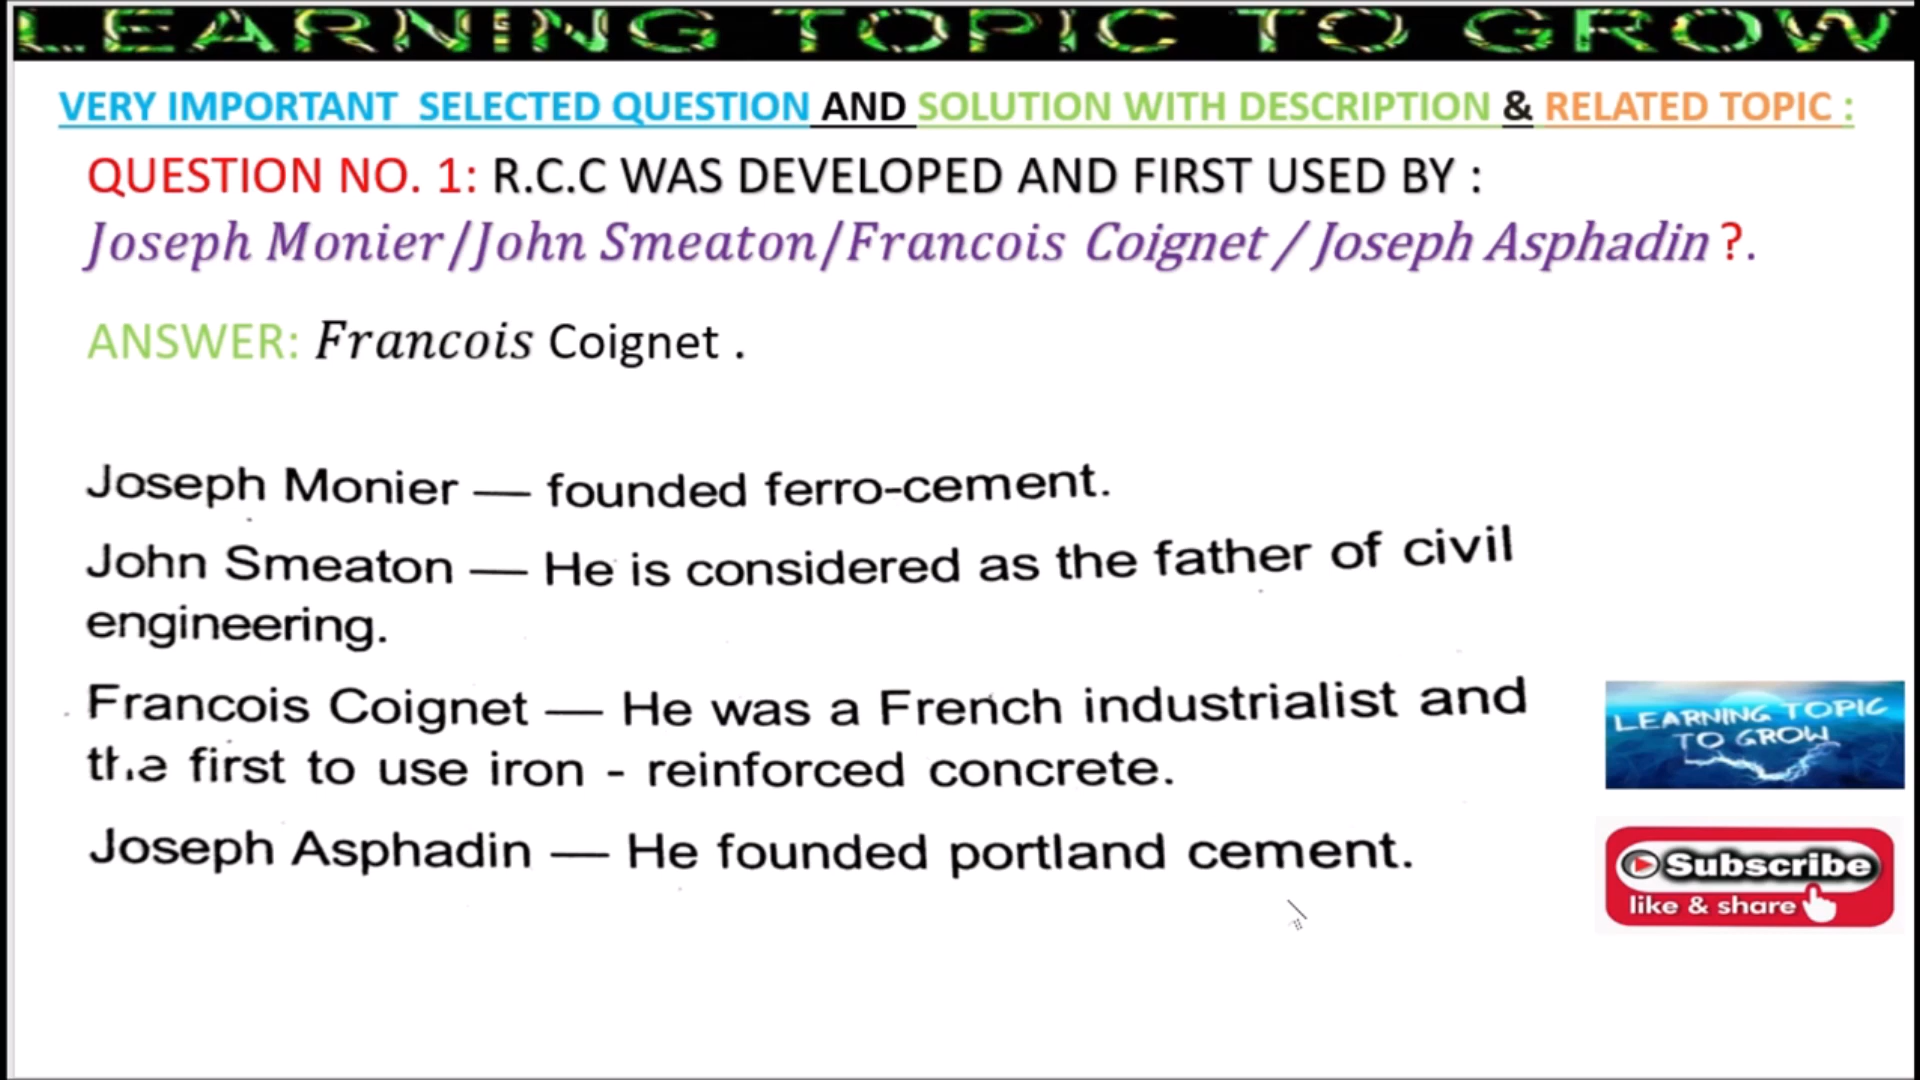 LEARNING TOPIC TO GROW
VERY IMPORTANT SELECTED QUESTION AND SOLUTION WITH DESCRIPTION & RELATED TOPIC :
QUESTION NO. 1: R.C.C WAS DEVELOPED AND FIRST USED BY :
Joseph Monier/John Smeaton/Francois Coignet / Joseph Asphadin ?.
ANSWER: Francois Coignet .
Joseph Monier — founded ferro-cement.
John Smeaton — He is considered as the father of civil
engineering.
Francois Coignet — He was a French industrialist and
the first to use iron - reinforced concrete.
Joseph Asphadin — He founded portland cement.
LEARNING TOPIC
TO GROW
Subscribe
like & share